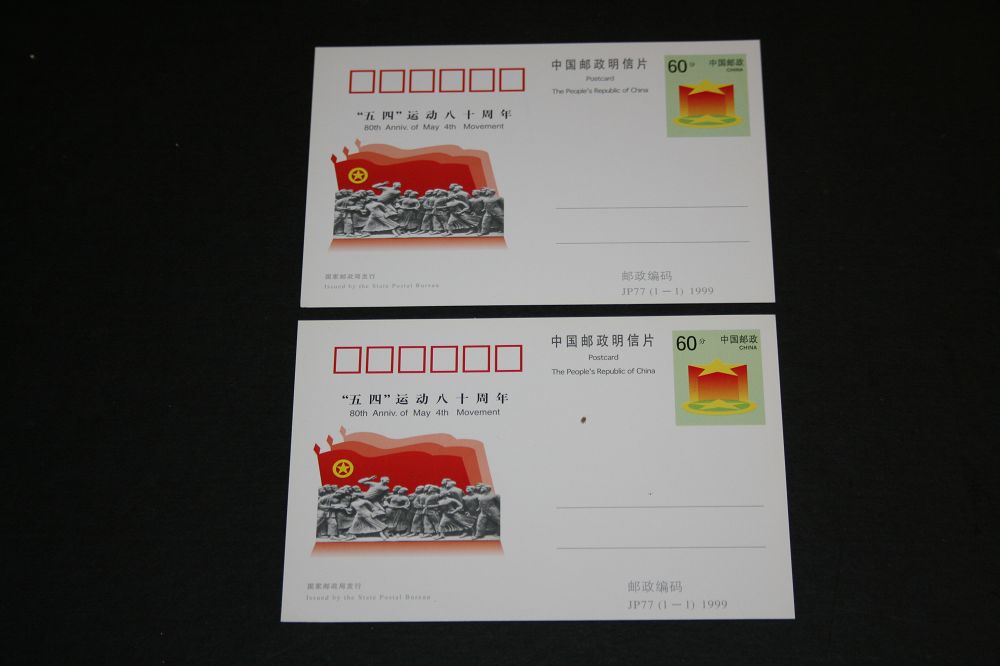 中国邮政明信片
Postcard
The People's Republic of China
60分
中国邮政
CHINA
“五四”运动八十周年
80th Anniv. of May 4th Movement
国家邮政局发行
Issued by the State Postal Bureau
邮政编码
JP77 (1－1) 1999
中国邮政明信片
Postcard
The People's Republic of China
60分
中国邮政
CHINA
“五四”运动八十周年
80th Anniv. of May 4th Movement
国家邮政局发行
Issued by the State Postal Bureau
邮政编码
JP77 (1－1) 1999